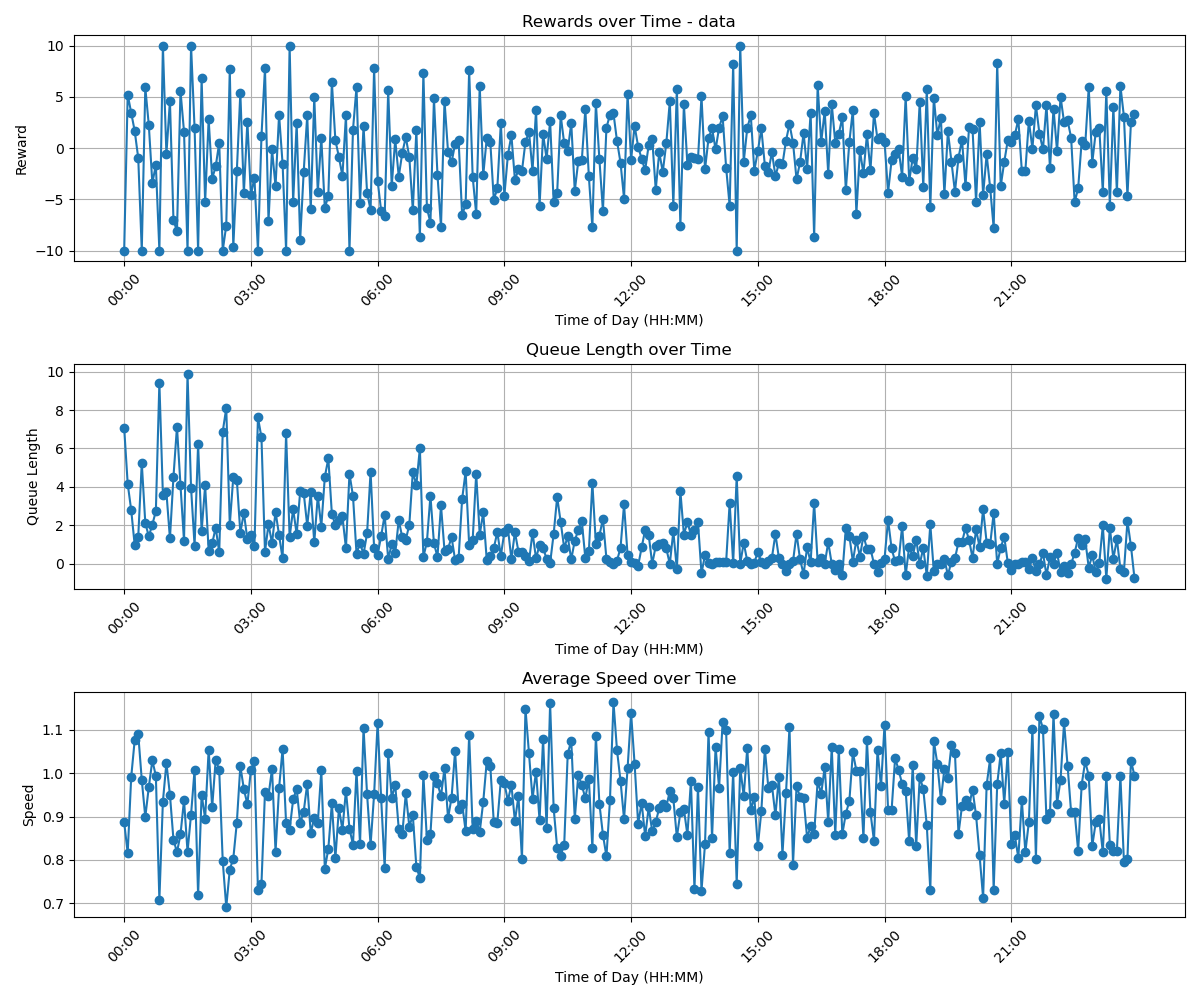 Rewards over Time - data
Reward
10
5
0
−5
−10
00:00 03:00 06:00 09:00 12:00 15:00 18:00 21:00
Time of Day (HH:MM)
Queue Length over Time
Queue Length
10
8
6
4
2
0
00:00 03:00 06:00 09:00 12:00 15:00 18:00 21:00
Time of Day (HH:MM)
Average Speed over Time
Speed
1.1
1.0
0.9
0.8
0.7
00:00 03:00 06:00 09:00 12:00 15:00 18:00 21:00
Time of Day (HH:MM)